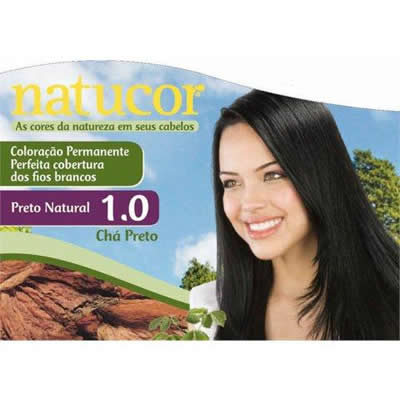 natucor
As cores da natureza em seus cabelos
Coloração Permanente
Perfeita cobertura
dos fios brancos
Preto Natural 1.0
Chá Preto